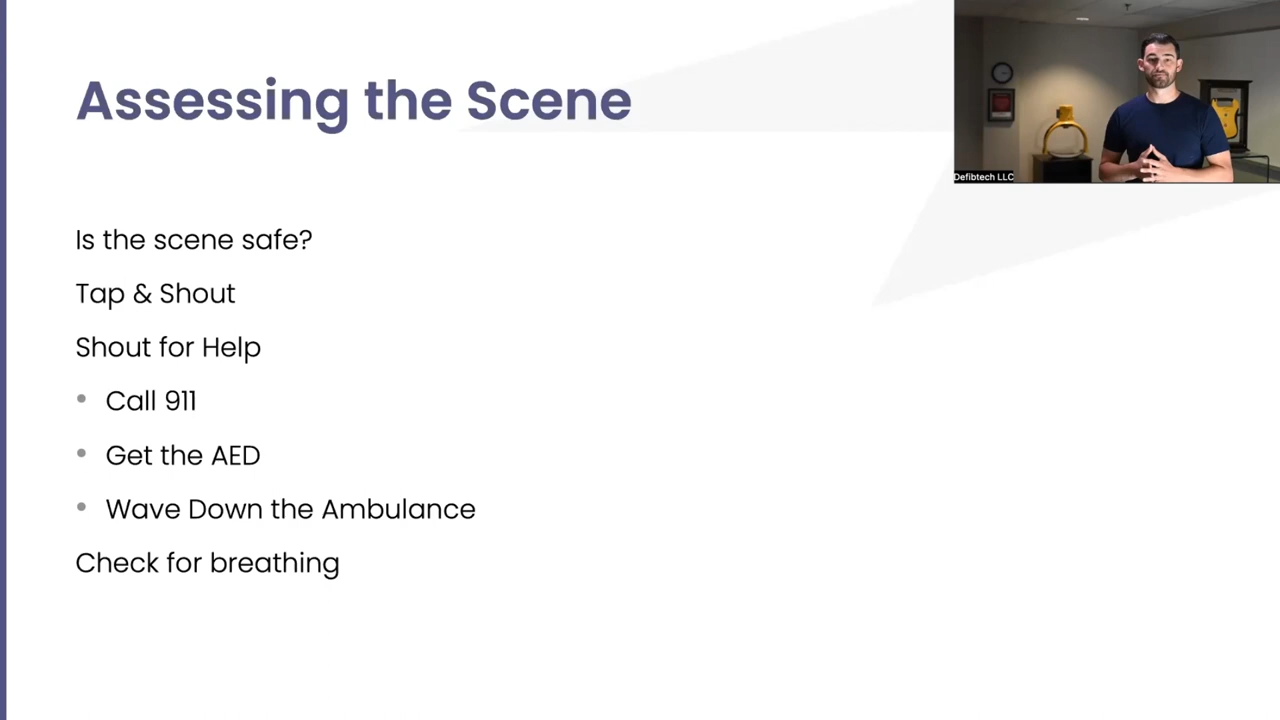 Assessing the Scene
Defibtech LLC
Is the scene safe?
Tap & Shout
Shout for Help
• Call 911
• Get the AED
• Wave Down the Ambulance
Check for breathing